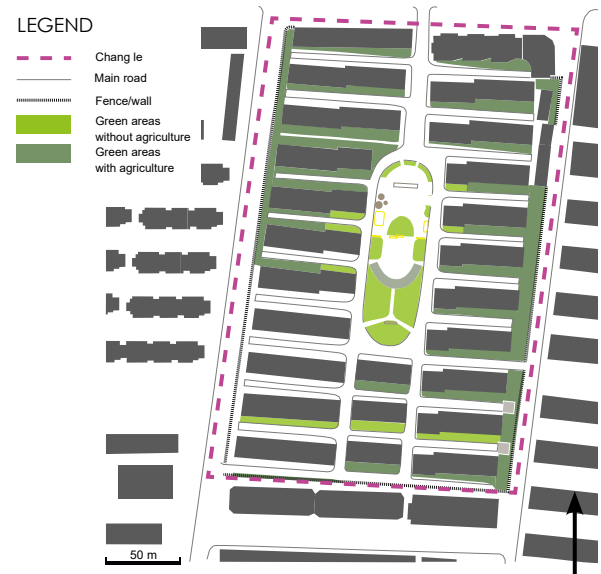 LEGEND
Chang le
Main road
Fence/wall
Green areas
without agriculture
Green areas
with agriculture
50 m